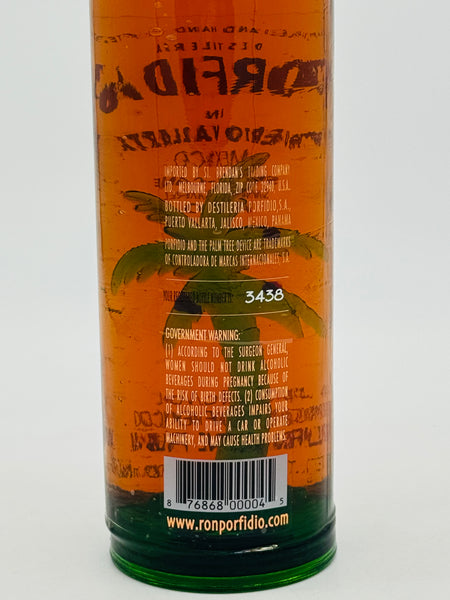 IMPORTED BY ST. BRENDAN'S TRADING COMPANY
LTD., MELBOURNE, FLORIDA, ZIP CODE 32940, U.S.A.
BOTTLED BY DESTILERIA PORFIDIO,S.A.,
PUERTO VALLARTA, JALISCO, MEXICO, PANAMA
PORFIDIO AND THE PALM TREE DEVICE ARE TRADEMARKS
OF CONTROLADORA DE MARCAS INTERNACIONALES, S.A.
YOUR BOTTLE NUMBER IS: 3438
GOVERNMENT WARNING:
(1) ACCORDING TO THE SURGEON GENERAL,
WOMEN SHOULD NOT DRINK ALCOHOLIC
BEVERAGES DURING PREGNANCY BECAUSE OF
THE RISK OF BIRTH DEFECTS. (2) CONSUMPTION
OF ALCOHOLIC BEVERAGES IMPAIRS YOUR
ABILITY TO DRIVE A CAR OR OPERATE
MACHINERY, AND MAY CAUSE HEALTH PROBLEMS.
8 76868 00004 5
www.ronporfidio.com